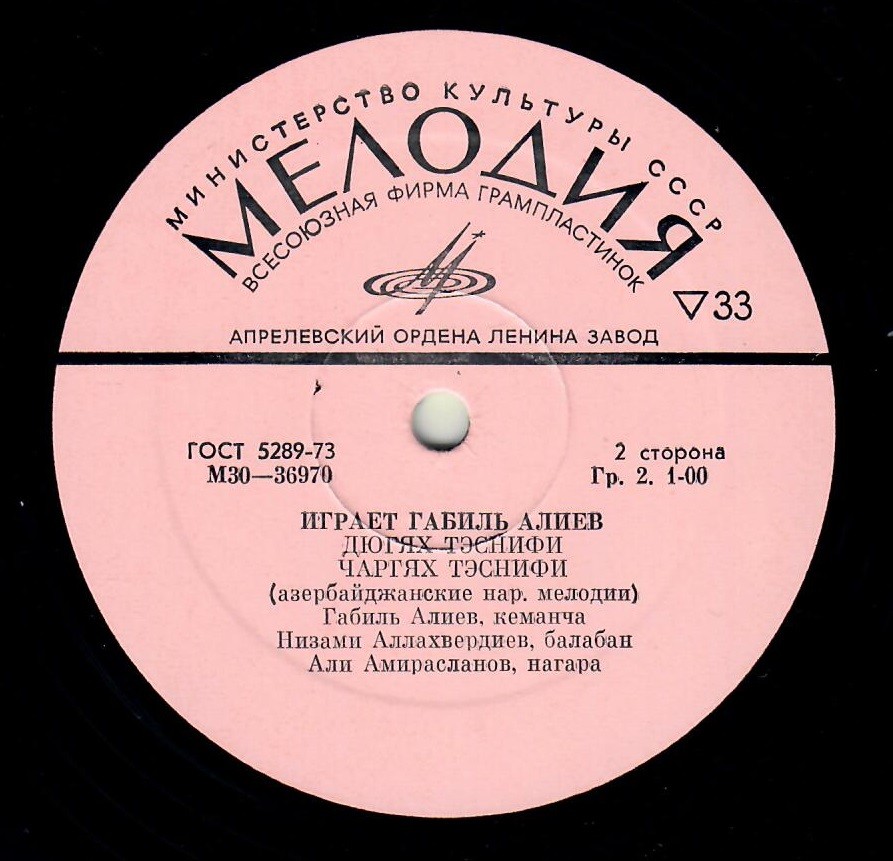 МИНИСТЕРСТВО КУЛЬТУРЫ СССР
МЕЛОДИЯ
ВСЕСОЮЗНАЯ ФИРМА ГРАМПЛАСТИНОК
▽33
АПРЕЛЕВСКИЙ ОРДЕНА ЛЕНИНА ЗАВОД
ГОСТ 5289-73
2 сторона
М30—36970
Гр. 2. 1-00
ИГРАЕТ ГАБИЛЬ АЛИЕВ
ДЮГЯХ ТЭСНИФИ
ЧАРГЯХ ТЭСНИФИ
(азербайджанские нар. мелодии)
Габиль Алиев, кеманча
Низами Аллахвердиев, балабан
Али Амирасланов, нагара